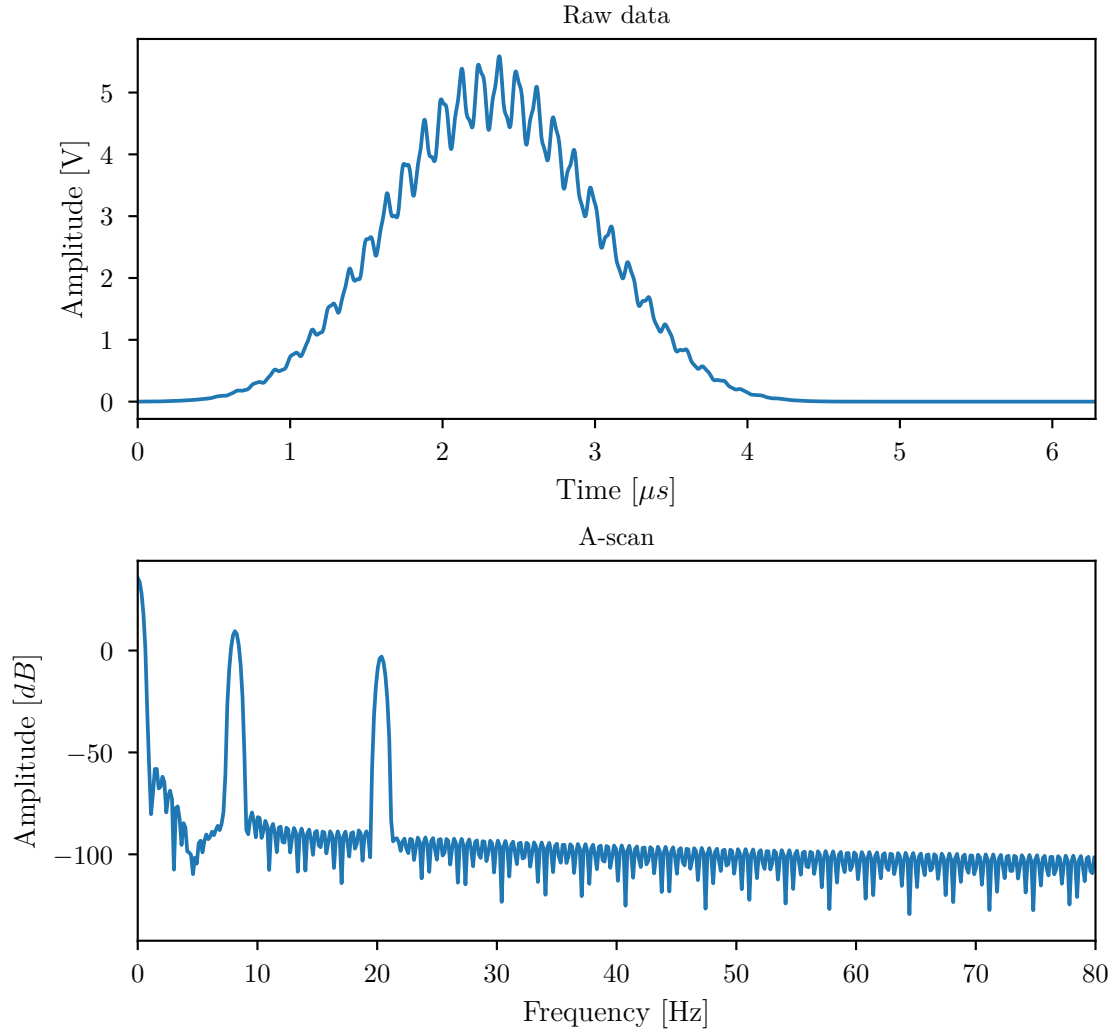 Raw data
Amplitude [V]
5
4
3
2
1
0
0 1 2 3 4 5 6
Time [μs]
A-scan
Amplitude [dB]
0
−50
−100
0 10 20 30 40 50 60 70 80
Frequency [Hz]